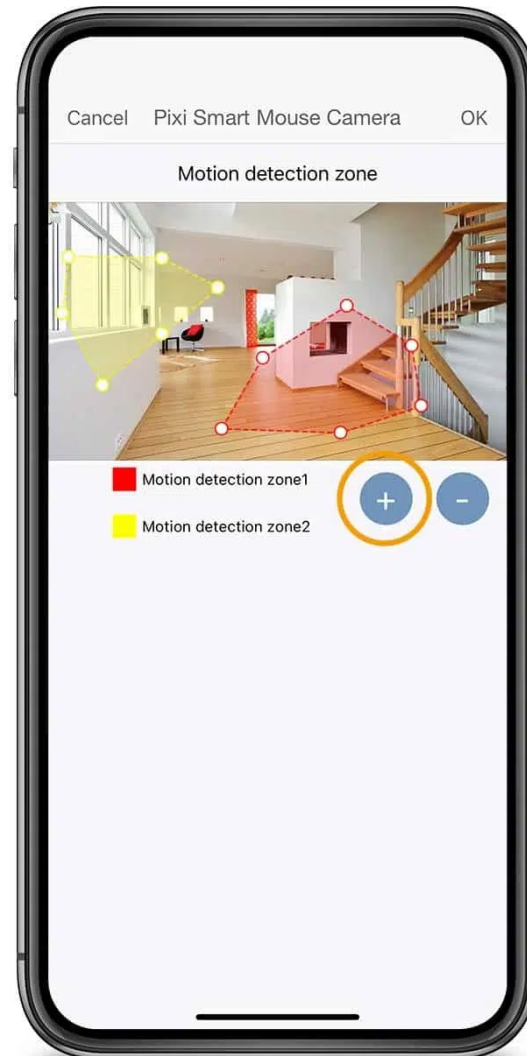 Cancel Pixi Smart Mouse Camera OK
Motion detection zone
Motion detection zone1
+ -
Motion detection zone2